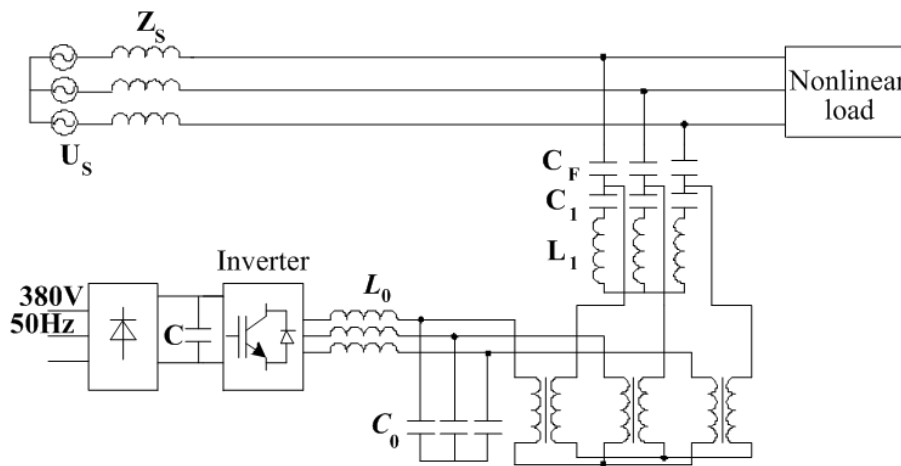 Z_S
Nonlinear
load
U_S
C_F
C_1
L_1
Inverter
L_0
380V
50Hz
C
C_0